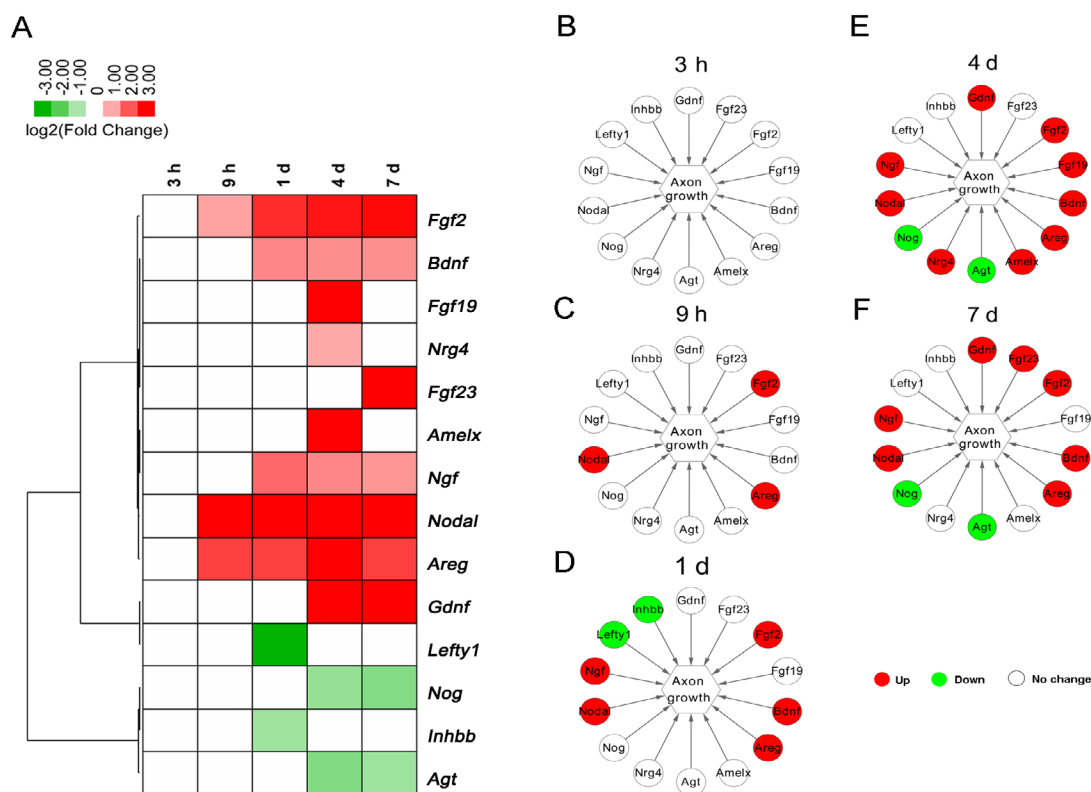 A
-3.00
-2.00
-1.00
0
1.00
2.00
3.00
log2(Fold Change)
3 h
9 h
1 d
4 d
7 d
Fgf2
Bdnf
Fgf19
Nrg4
Fgf23
Amelx
Ngf
Nodal
Areg
Gdnf
Lefty1
Nog
Inhbb
Agt
B
3 h
Gdnf
Fgf23
Fgf2
Fgf19
Bdnf
Areg
Amelx
Agt
Nrg4
Nog
Nodal
Ngf
Lefty1
Inhbb
Axon
growth
C
9 h
Gdnf
Fgf23
Fgf2
Fgf19
Bdnf
Areg
Amelx
Agt
Nrg4
Nog
Nodal
Ngf
Lefty1
Inhbb
Axon
growth
D
1 d
Gdnf
Fgf23
Fgf2
Fgf19
Bdnf
Areg
Amelx
Agt
Nrg4
Nog
Nodal
Ngf
Lefty1
Inhbb
Axon
growth
E
4 d
Gdnf
Fgf23
Fgf2
Fgf19
Bdnf
Areg
Amelx
Agt
Nrg4
Nog
Nodal
Ngf
Lefty1
Inhbb
Axon
growth
F
7 d
Gdnf
Fgf23
Fgf2
Fgf19
Bdnf
Areg
Amelx
Agt
Nrg4
Nog
Nodal
Ngf
Lefty1
Inhbb
Axon
growth
Up
Down
No change